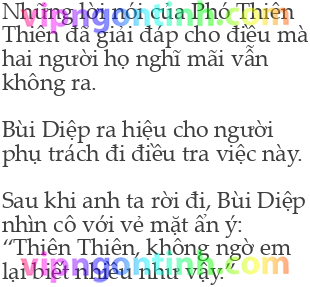 Những lời nói của Phó Thiên
Thiên đã giải đáp cho điều mà
hai người họ nghĩ mãi vẫn
không ra.
Bùi Diệp ra hiệu cho người
phụ trách đi điều tra việc này.
Sau khi anh ta rời đi, Bùi Diệp
nhìn cô với vẻ mặt ẩn ý:
“Thiên Thiên, không ngờ em
lại biết nhiều như vậy.”
vipngontinh.com
vipngontinh.com